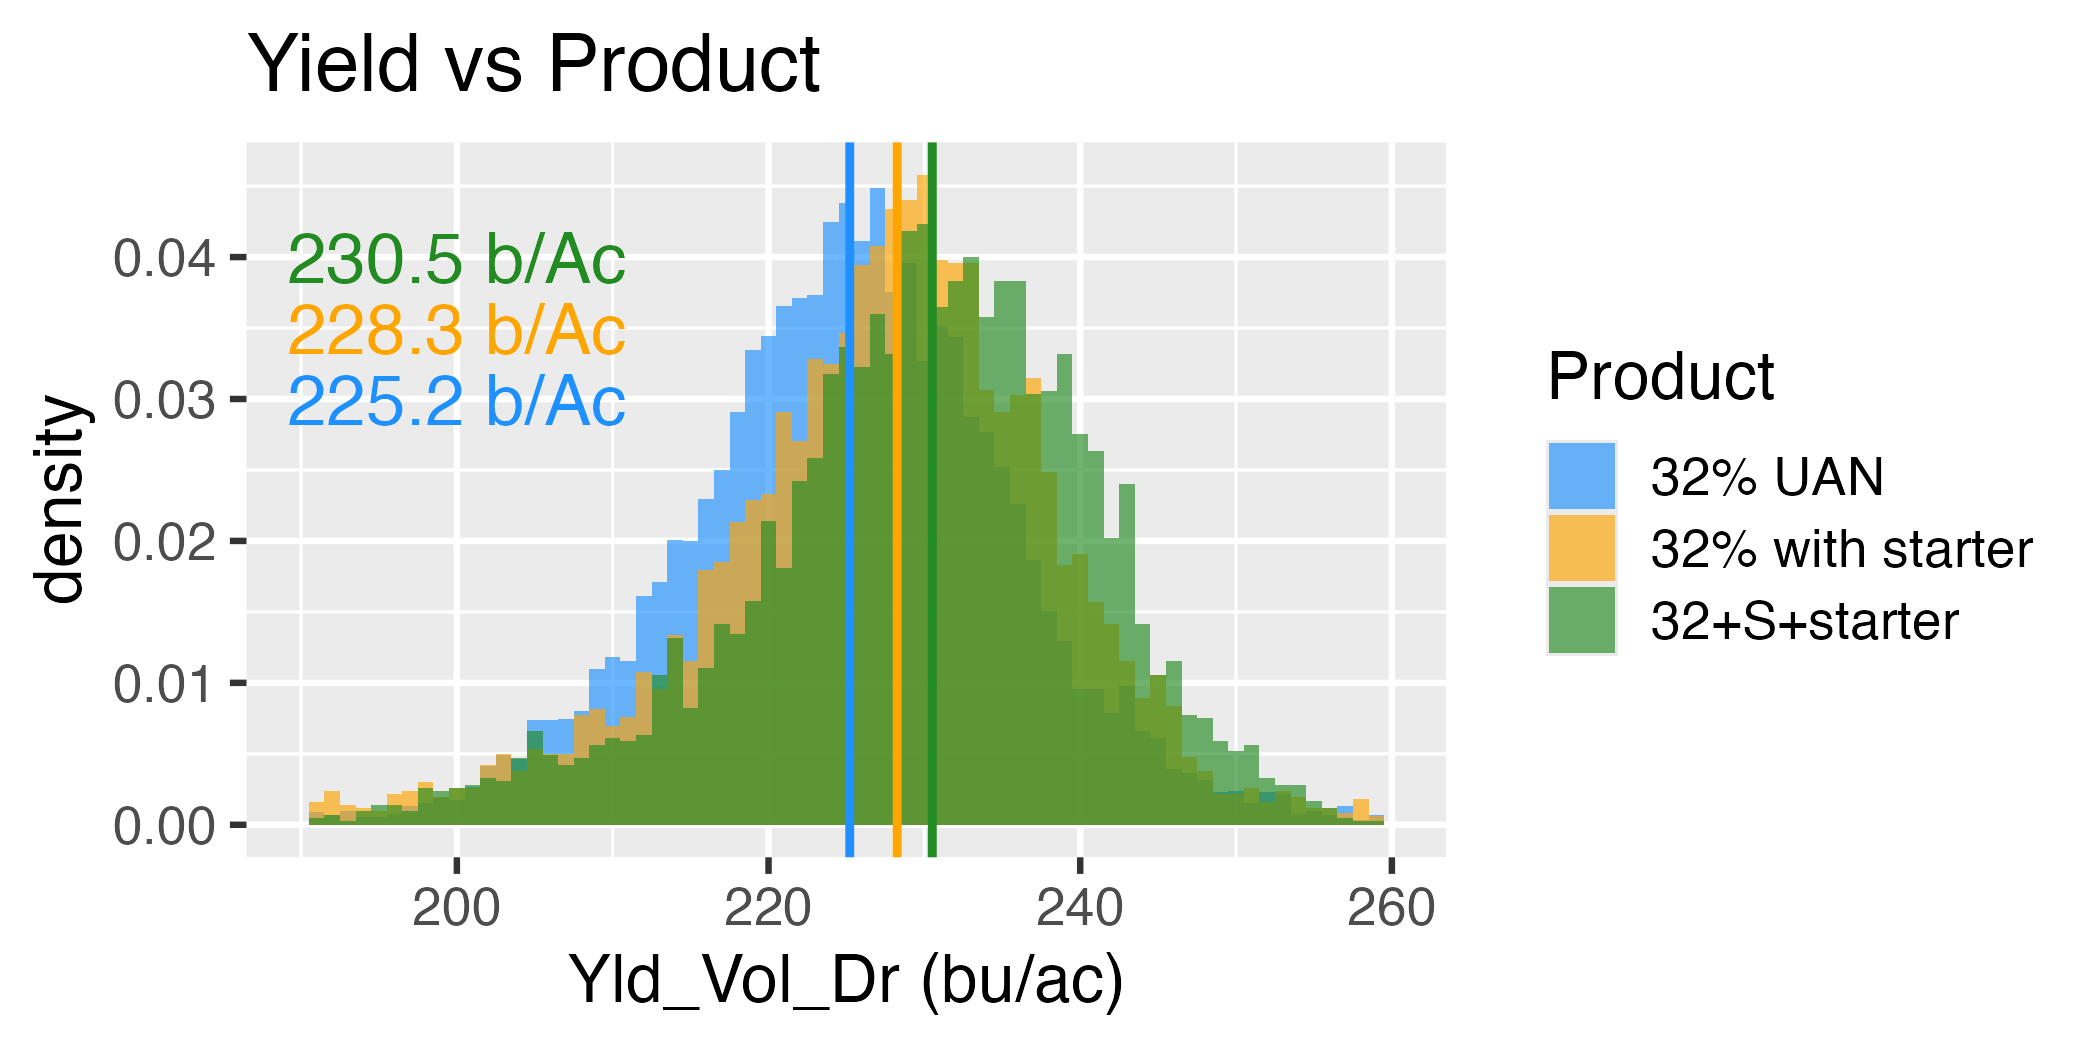 Yield vs Product
230.5 b/Ac
228.3 b/Ac
225.2 b/Ac
0.04
0.03
0.02
0.01
0.00
density
200 220 240 260
Yld_Vol_Dr (bu/ac)
Product
32% UAN
32% with starter
32+S+starter